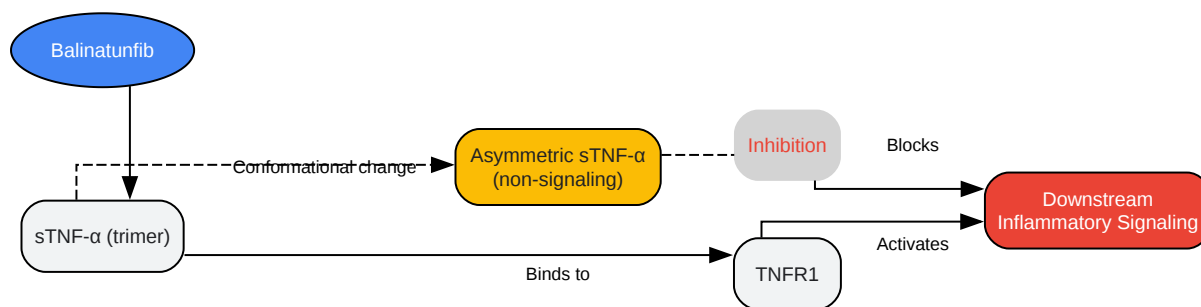 Balinatunfib
Conformational change
Asymmetric sTNF-α
(non-signaling)
Inhibition
Blocks
Downstream
Inflammatory Signaling
sTNF-α (trimer)
Binds to
TNFR1
Activates